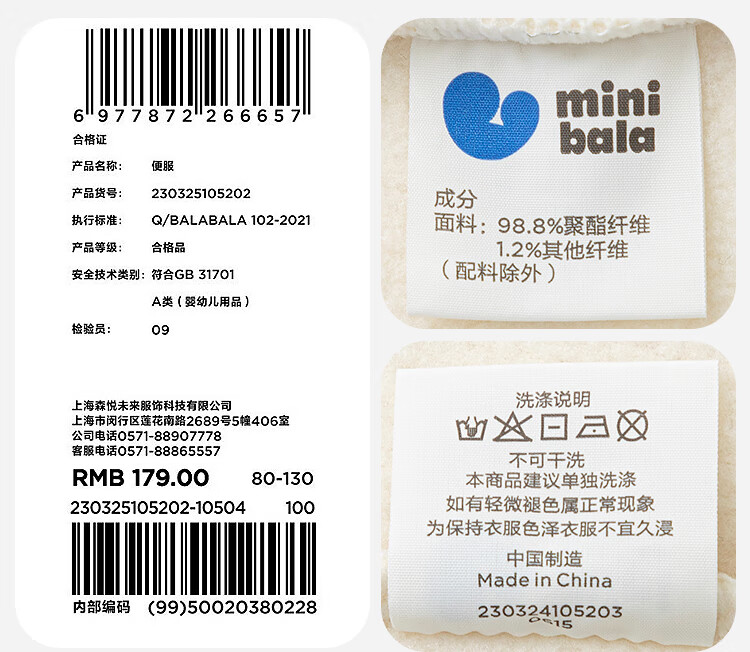 6 977872 266657
合格证
产品名称: 便服
产品货号: 230325105202
执行标准: Q/BALABALA 102-2021
产品等级: 合格品
安全技术类别: 符合GB 31701
A类（婴幼儿用品）
检验员: 09
上海森悦未来服饰科技有限公司
上海市闵行区莲花南路2689号5幢406室
公司电话0571-88907778
客服电话0571-88865557
RMB 179.00 80-130
230325105202-10504 100
内部编码 (99)50020380228
mini
bala
成分
面料: 98.8%聚酯纤维
1.2%其他纤维
（配料除外）
洗涤说明
不可干洗
本商品建议单独洗涤
如有轻微褪色属正常现象
为保持衣服色泽衣服不宜久浸
中国制造
Made in China
230324105203